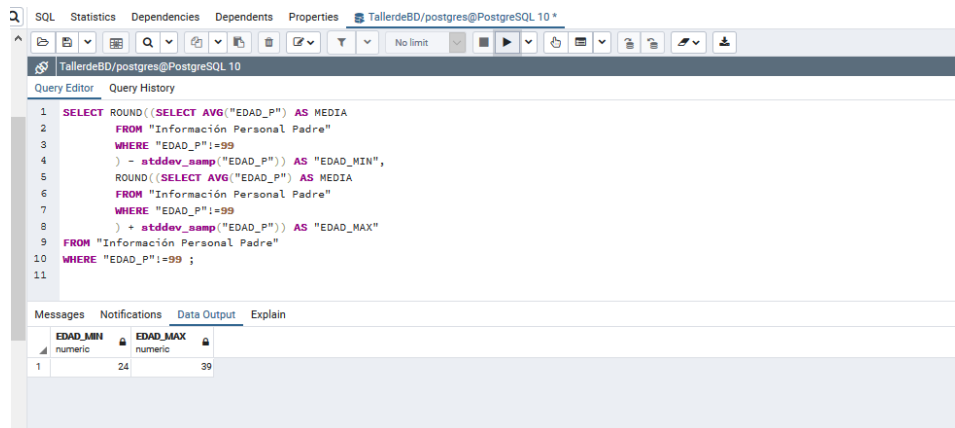 SQL Statistics Dependencies Dependents Properties TallerdeBD/postgres@PostgreSQL 10 *
No limit
TallerdeBD/postgres@PostgreSQL 10
Query Editor Query History
1 SELECT ROUND((SELECT AVG("EDAD_P") AS MEDIA
2 FROM "Información Personal Padre"
3 WHERE "EDAD_P"!=99
4 ) - stddev_samp("EDAD_P")) AS "EDAD_MIN",
5 ROUND((SELECT AVG("EDAD_P") AS MEDIA
6 FROM "Información Personal Padre"
7 WHERE "EDAD_P"!=99
8 ) + stddev_samp("EDAD_P")) AS "EDAD_MAX"
9 FROM "Información Personal Padre"
10 WHERE "EDAD_P"!=99 ;
11
Messages Notifications Data Output Explain
EDAD_MIN EDAD_MAX
numeric numeric
1 24 39